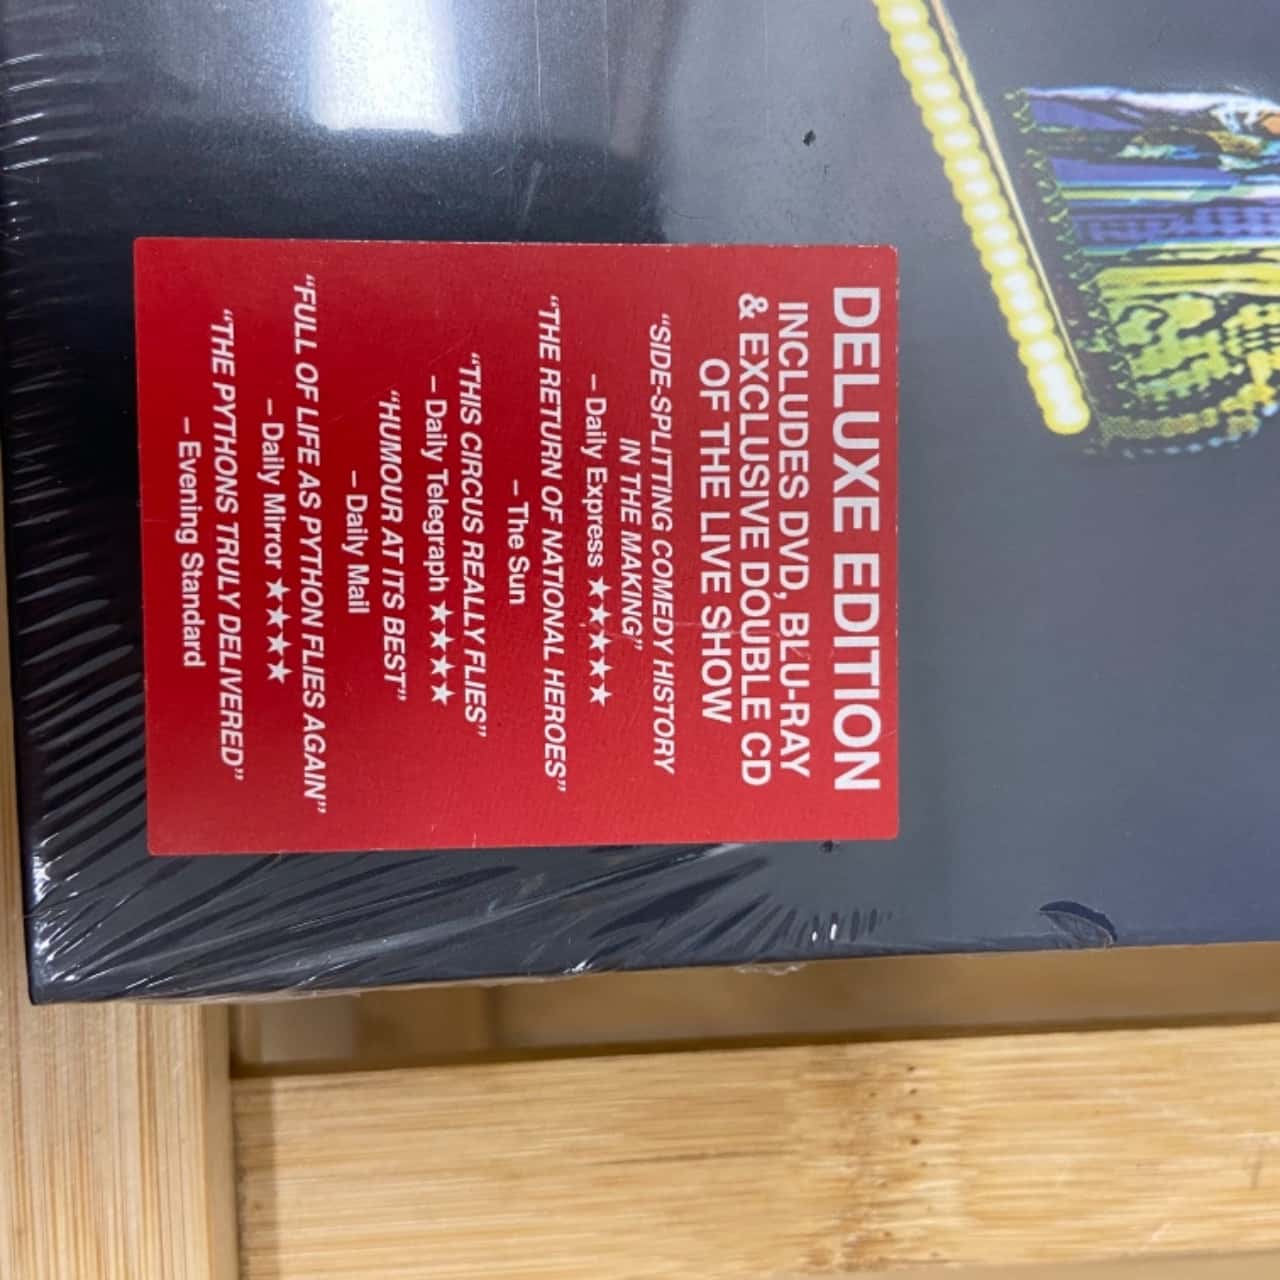 DELUXE EDITION
INCLUDES DVD, BLU-RAY
& EXCLUSIVE DOUBLE CD
OF THE LIVE SHOW
“SIDE-SPLITTING COMEDY HISTORY
IN THE MAKING”
– Daily Express ★★★★★
“THE RETURN OF NATIONAL HEROES”
– The Sun
“THIS CIRCUS REALLY FLIES”
– Daily Telegraph ★★★★
“HUMOUR AT ITS BEST”
– Daily Mail
“FULL OF LIFE AS PYTHON FLIES AGAIN”
– Daily Mirror ★★★★
“THE PYTHONS TRULY DELIVERED”
– Evening Standard